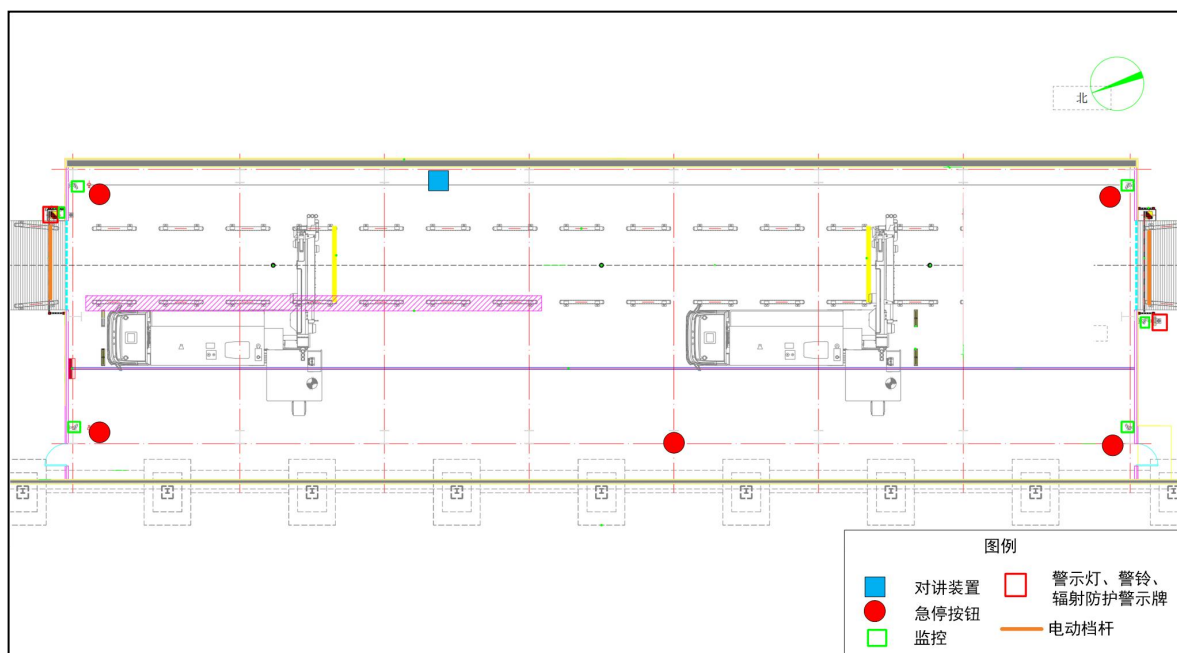 北
图例
对讲装置
警示灯、警铃、
辐射防护警示牌
急停按钮
电动档杆
监控